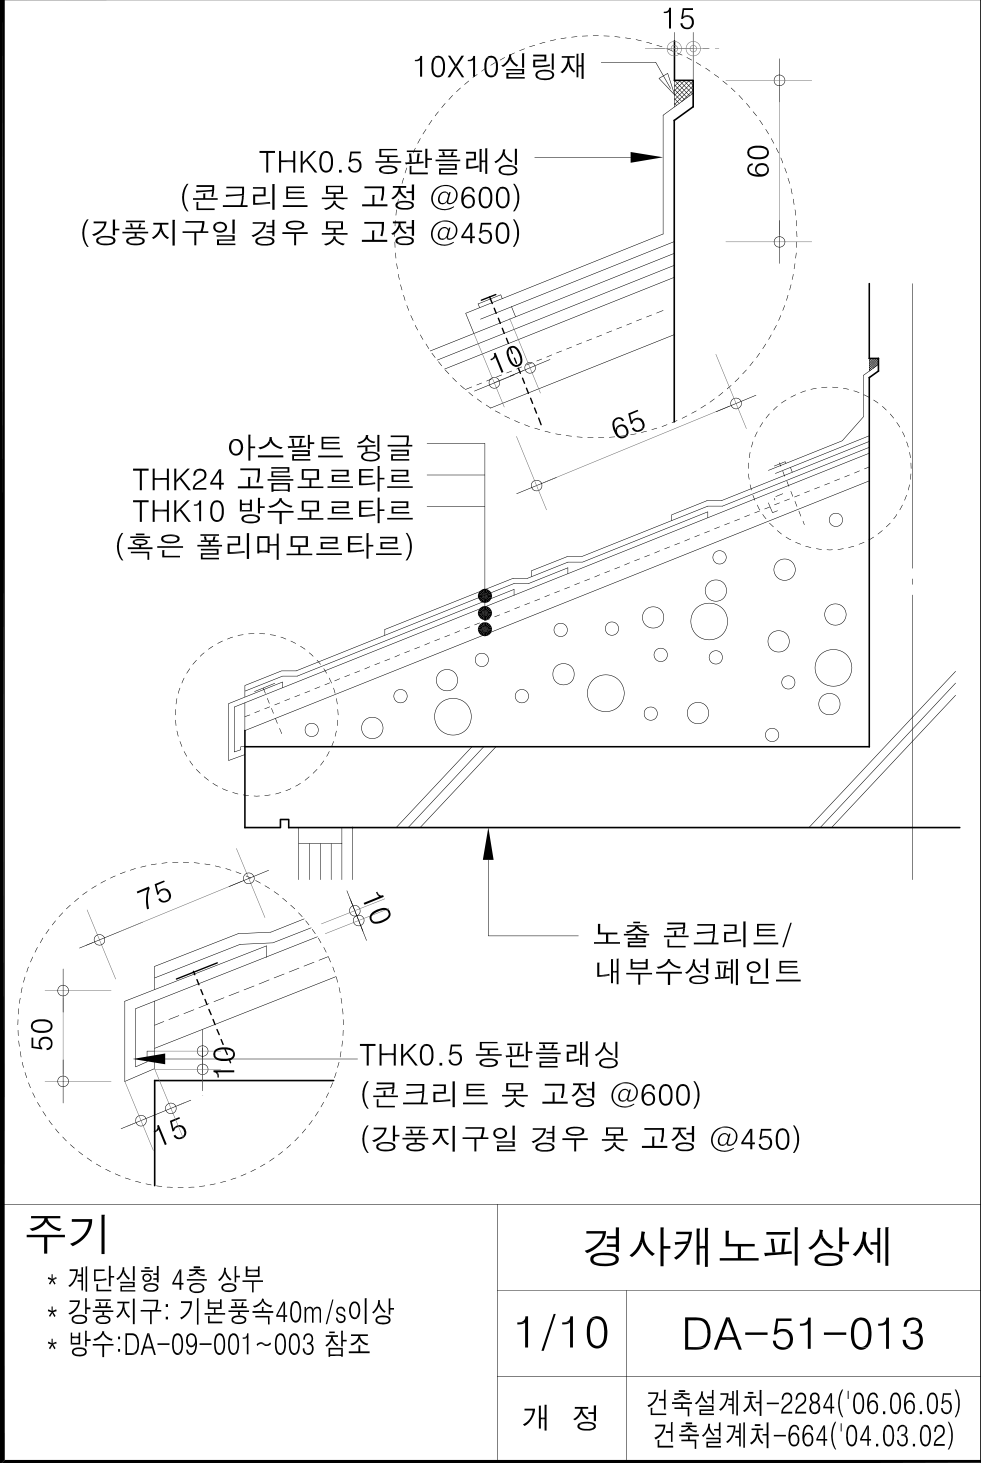 15
10X10실링재
THK0.5 동판플래싱
(콘크리트 못 고정 @600)
(강풍지구일 경우 못 고정 @450)
60
10
65
아스팔트 슁글
THK24 고름모르타르
THK10 방수모르타르
(혹은 폴리머모르타르)
75
10
노출 콘크리트/
내부수성페인트
50
10
THK0.5 동판플래싱
(콘크리트 못 고정 @600)
15
(강풍지구일 경우 못 고정 @450)
주기
* 계단실형 4층 상부
* 강풍지구: 기본풍속40m/s이상
* 방수:DA-09-001~003 참조
경사캐노피상세
1/10
DA-51-013
개 정
건축설계처-2284('06.06.05)
건축설계처-664('04.03.02)